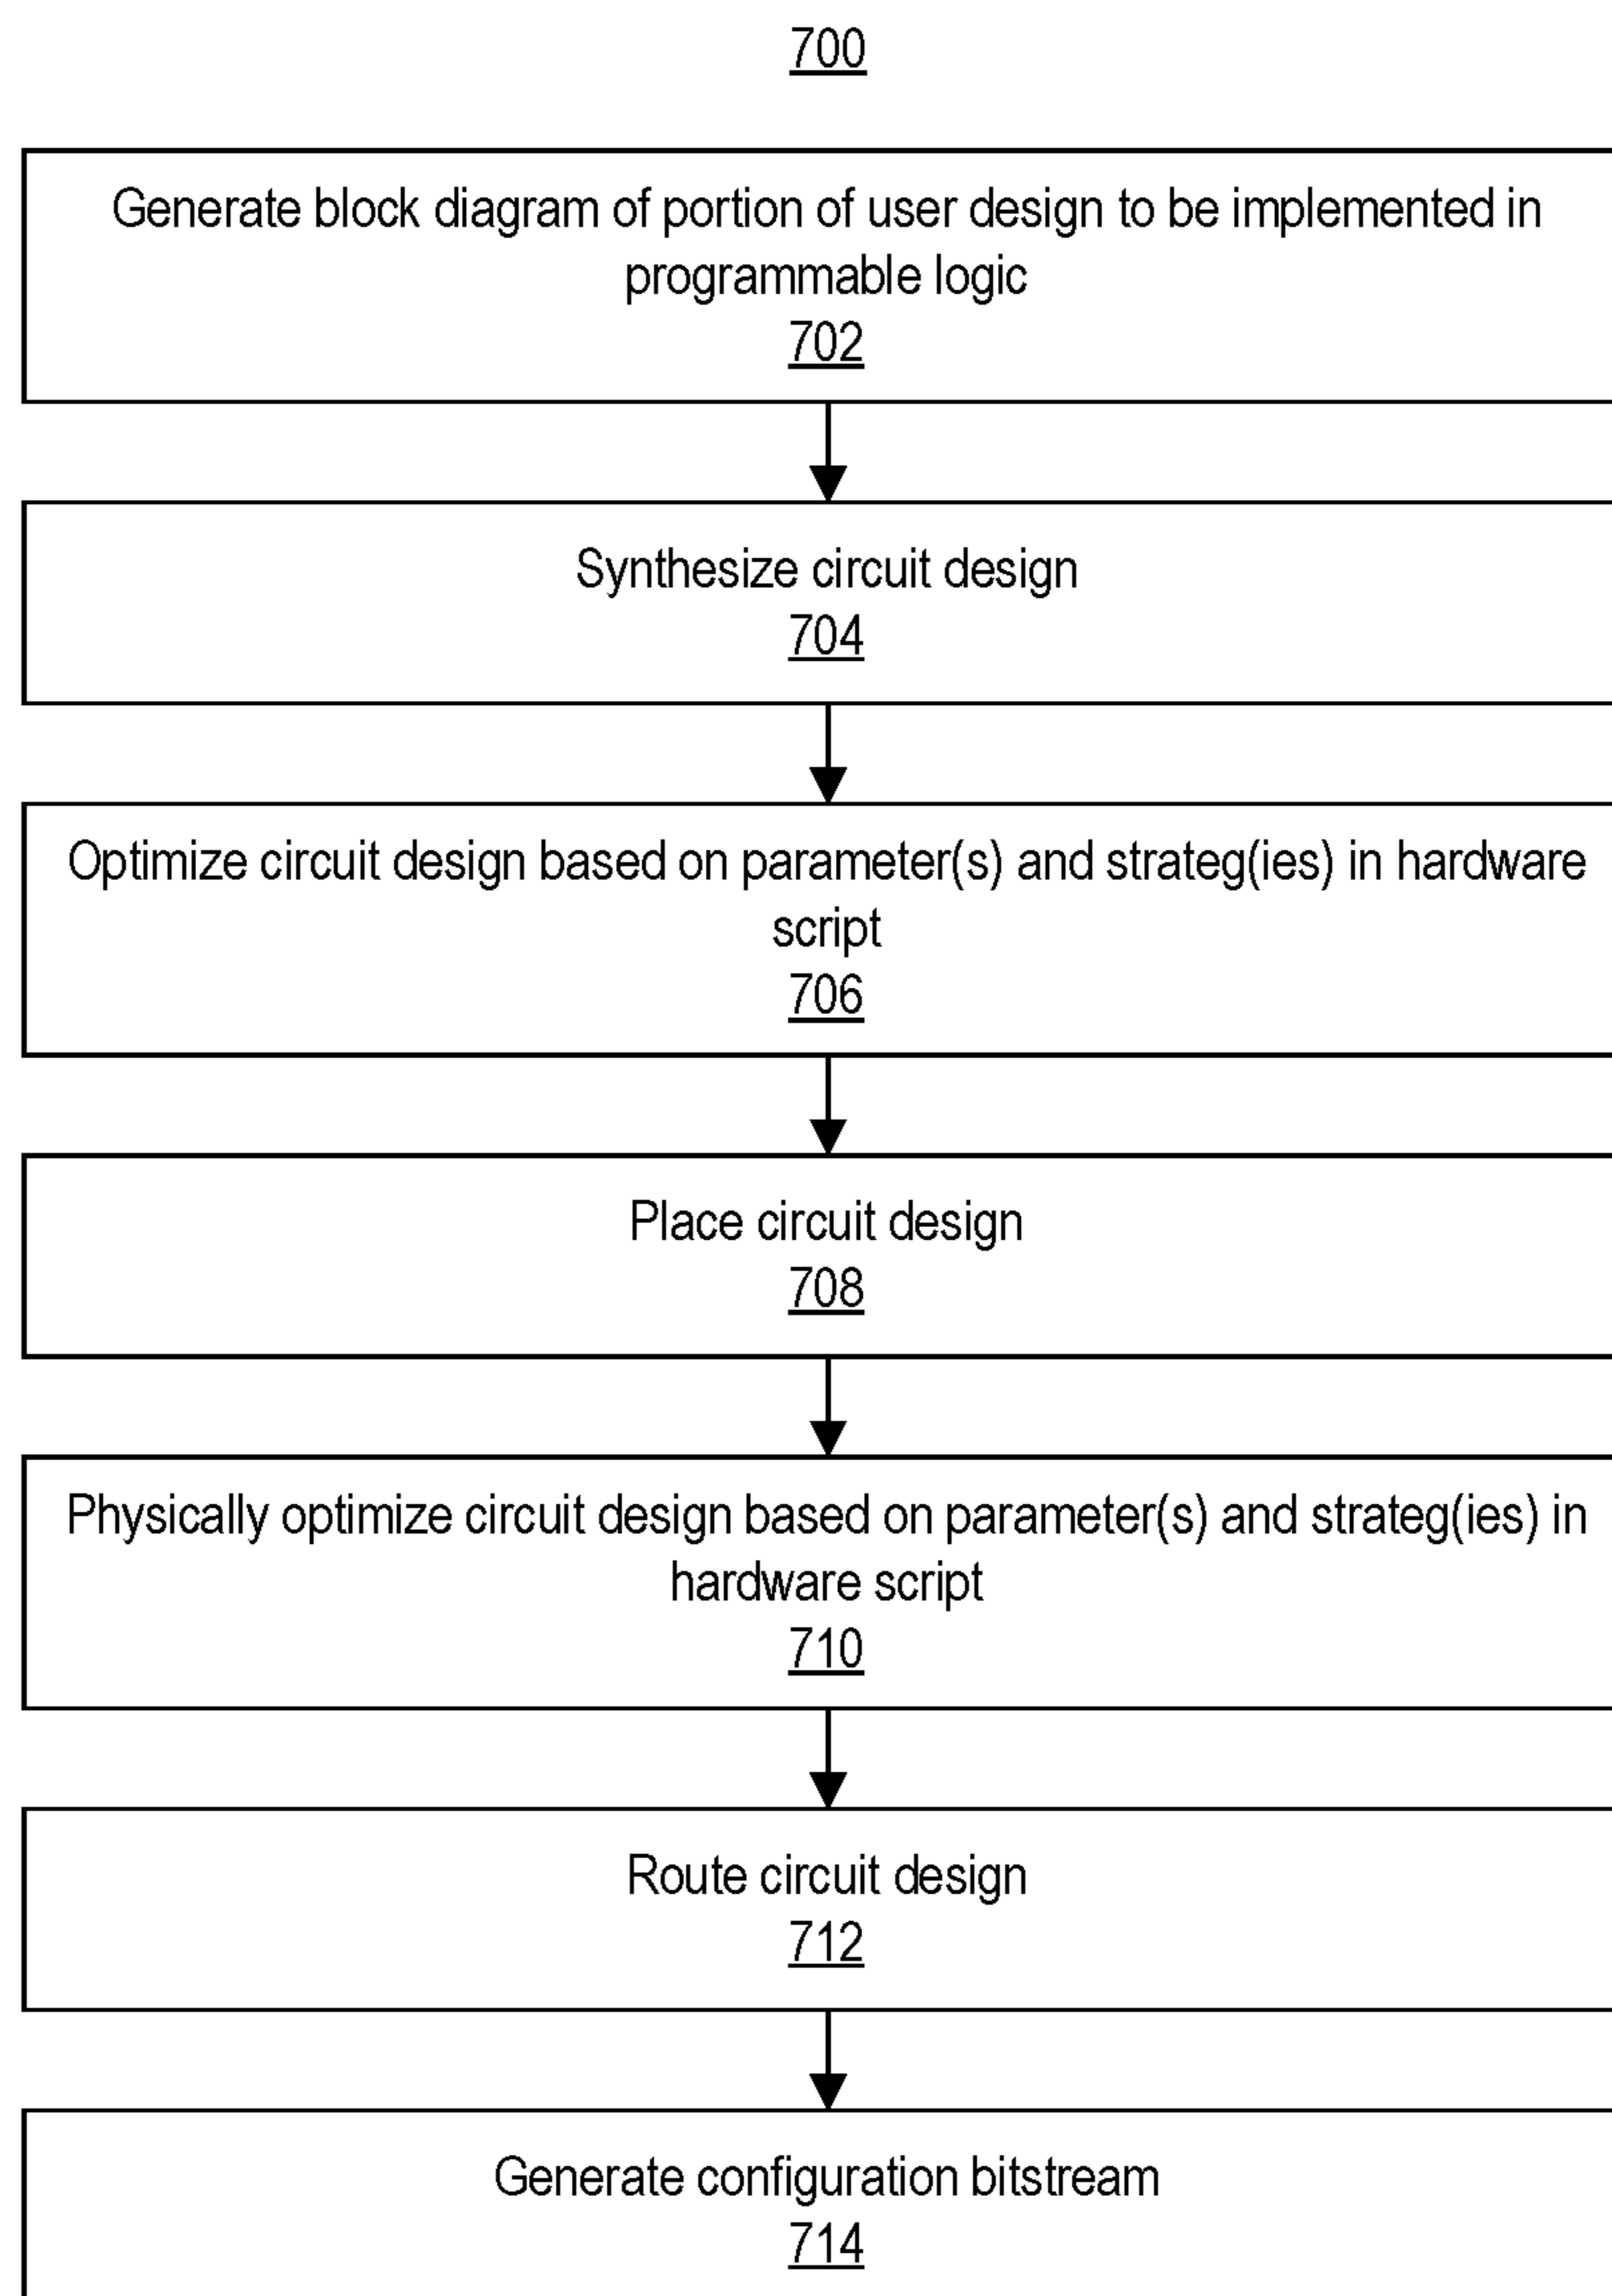 700
Generate block diagram of portion of user design to be implemented in
programmable logic
702
Synthesize circuit design
704
Optimize circuit design based on parameter(s) and strateg(ies) in hardware
script
706
Place circuit design
708
Physically optimize circuit design based on parameter(s) and strateg(ies) in
hardware script
710
Route circuit design
712
Generate configuration bitstream
714